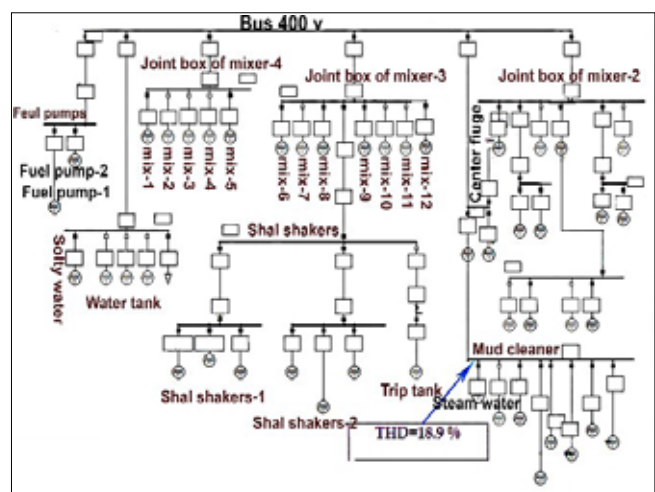 Bus 400 v
Joint box of mixer-4
Joint box of mixer-3
Joint box of mixer-2
Feul pumps
Fuel pump-2
Fuel pump-1
mix-1
mix-2
mix-3
mix-4
mix-5
mix-6
mix-7
mix-8
mix-9
mix-10
mix-11
mix-12
Center fluge
Solty water
Water tank
Shal shakers
Shal shakers-1
Shal shakers-2
Trip tank
Mud cleaner
Steam water
THD=18.9 %